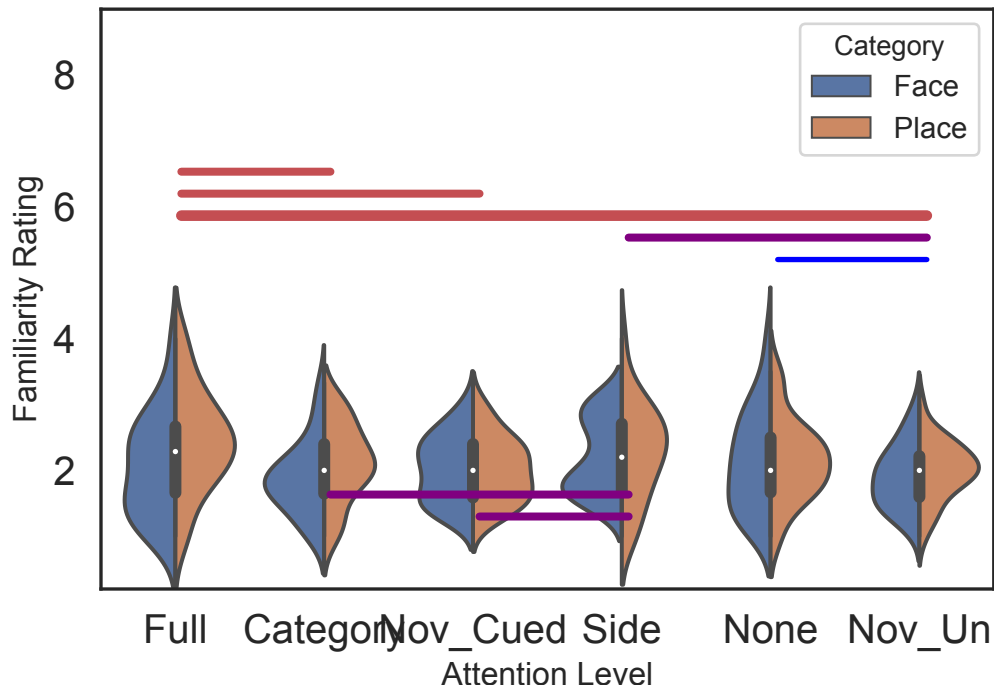 Category
Face
Place
8
6
4
2
Familiarity Rating
Full Category Nov_Cued Side None Nov_Un
Attention Level